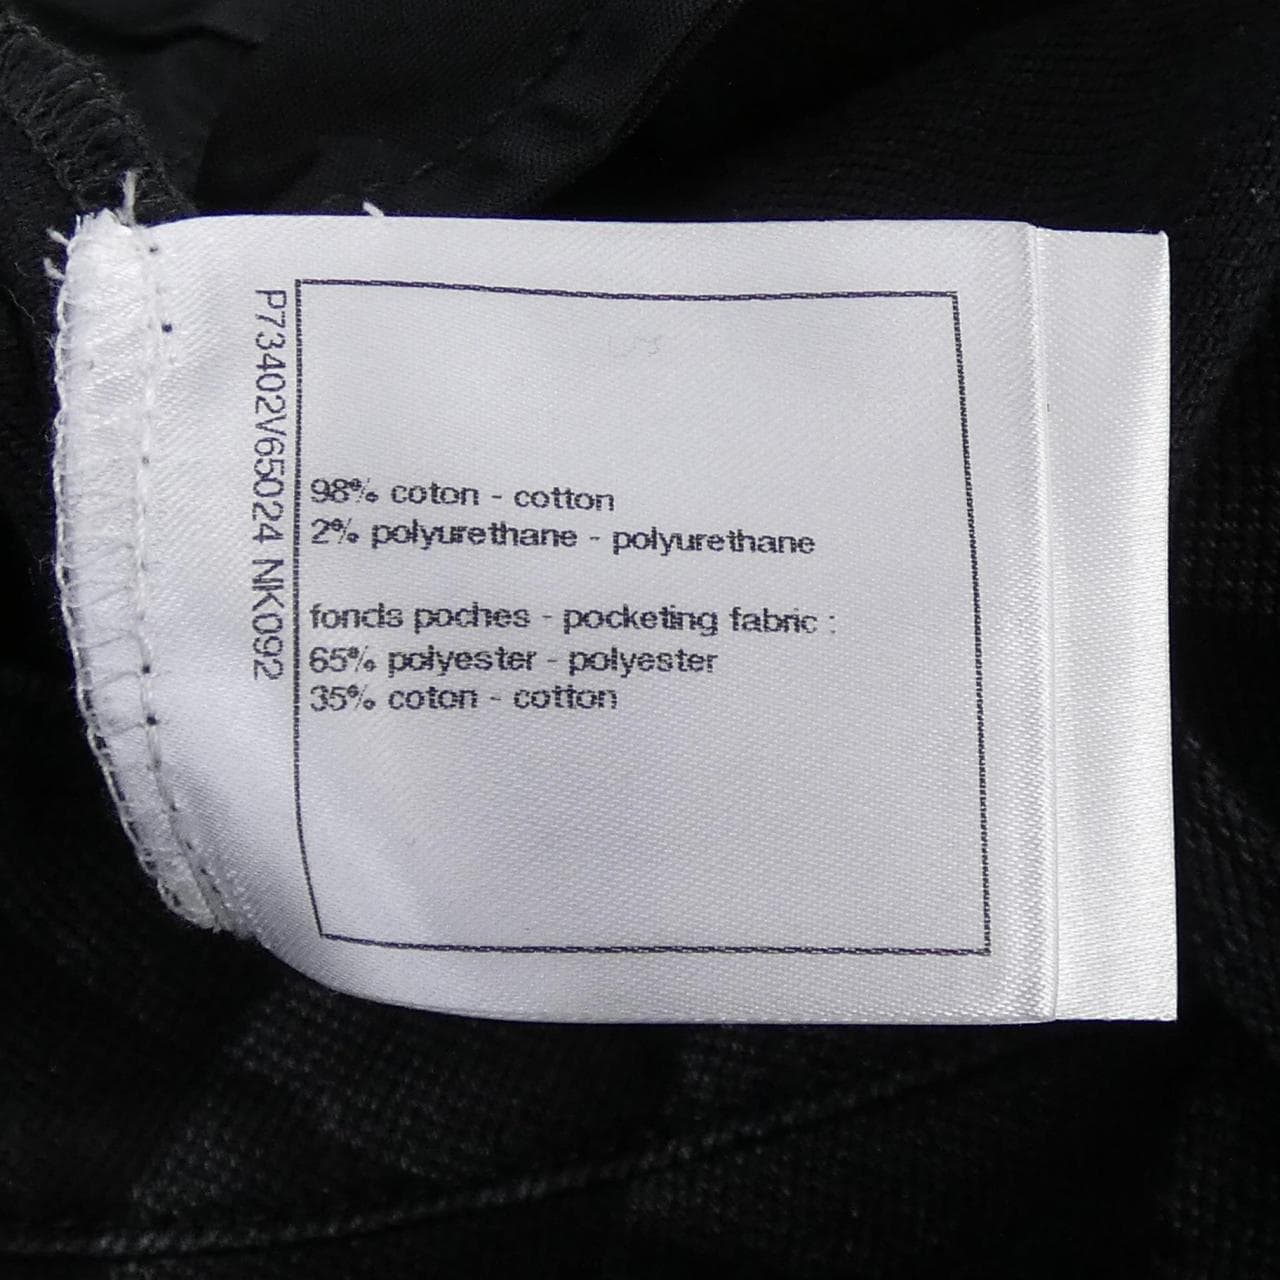 P73402V65024 NK092
98% coton - cotton
2% polyurethane - polyurethane
fonds poches - pocketing fabric :
65% polyester - polyester
35% coton - cotton